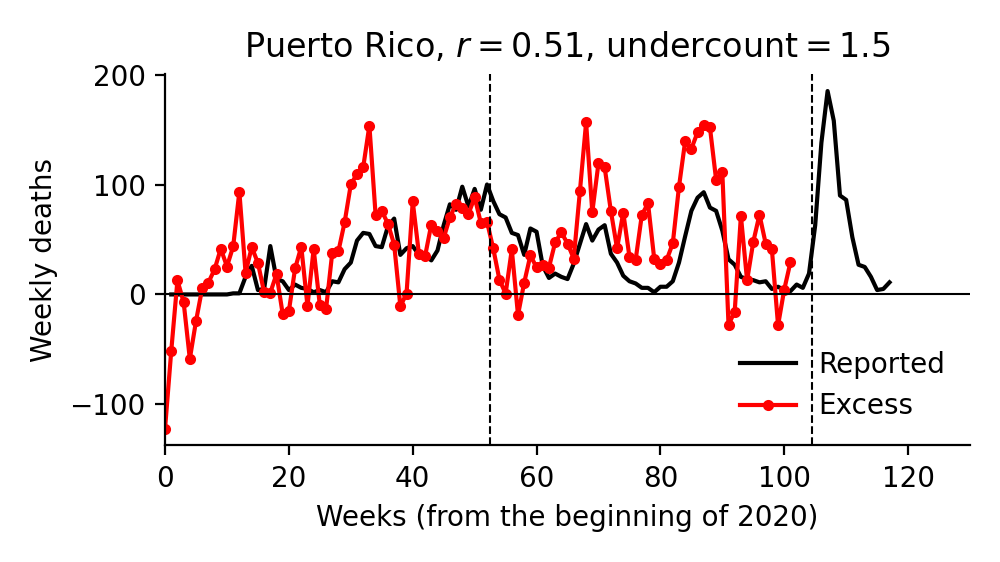 Puerto Rico, r = 0.51, undercount = 1.5
Weekly deaths
200
100
0
−100
0 20 40 60 80 100 120
Weeks (from the beginning of 2020)
Reported
Excess